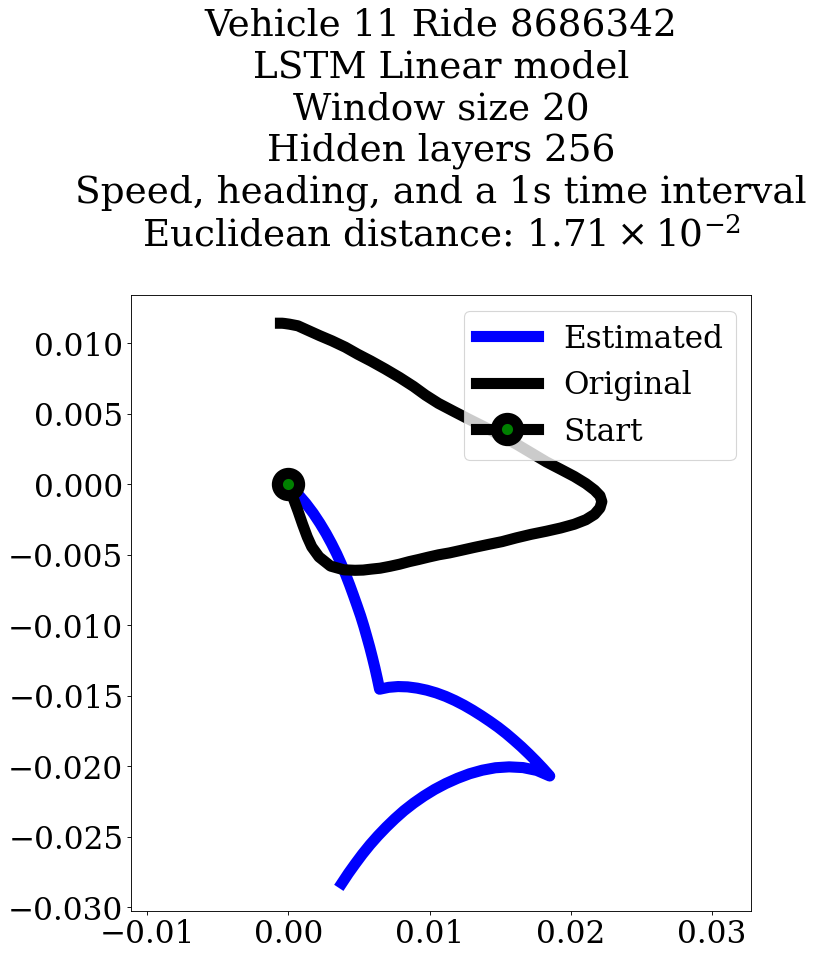 Vehicle 11 Ride 8686342
LSTM Linear model
Window size 20
Hidden layers 256
Speed, heading, and a 1s time interval
Euclidean distance: 1.71 × 10⁻²
Estimated
Original
Start
0.010
0.005
0.000
−0.005
−0.010
−0.015
−0.020
−0.025
−0.030
−0.01 0.00 0.01 0.02 0.03